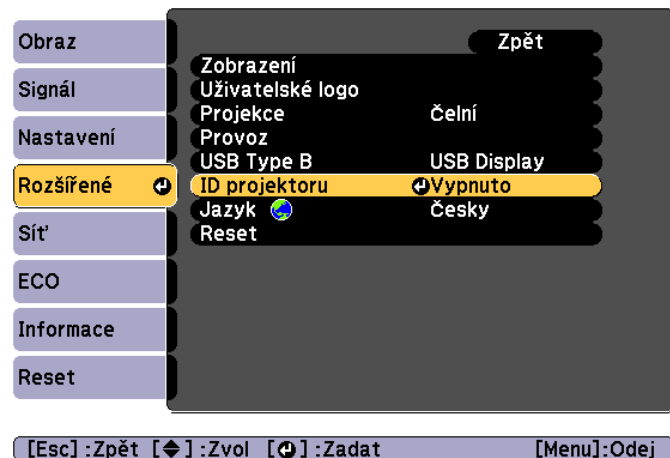 Obraz
Signál
Nastavení
Rozšířené
Síť
ECO
Informace
Reset
Zpět
Zobrazení
Uživatelské logo
Projekce Čelní
Provoz
USB Type B USB Display
ID projektoru Vypnuto
Jazyk Česky
Reset
[Esc] :Zpět [ ] :Zvol [ ] :Zadat [Menu]:Odej